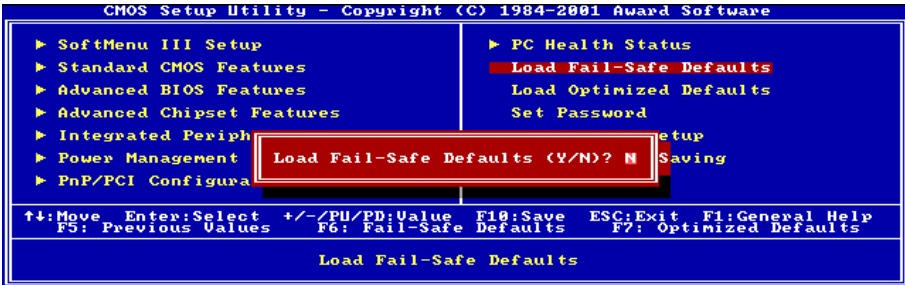 CMOS Setup Utility - Copyright (C) 1984-2001 Award Software
► SoftMenu III Setup
► Standard CMOS Features
► Advanced BIOS Features
► Advanced Chipset Features
► Integrated Periph
► Power Management
► PnP/PCI Configura
► PC Health Status
Load Fail-Safe Defaults
Load Optimized Defaults
Set Password
etup
Saving
Load Fail-Safe Defaults (Y/N)? N
↑↓:Move Enter:Select +/-/PU/PD:Value F10:Save ESC:Exit F1:General Help
F5: Previous Values F6: Fail-Safe Defaults F7: Optimized Defaults
Load Fail-Safe Defaults